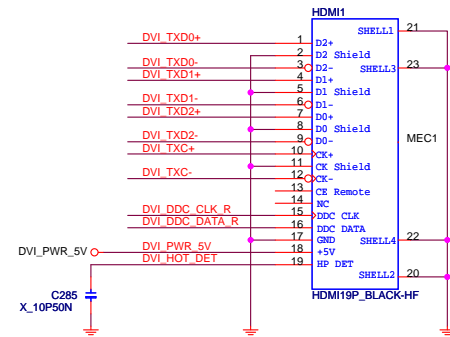 HDMI1
DVI_TXD0+ 1 D2+ SHELL1 21
2 D2 Shield
DVI_TXD0- 3 D2- SHELL3 23
DVI_TXD1+ 4 D1+
5 D1 Shield
DVI_TXD1- 6 D1-
DVI_TXD2+ 7 D0+
8 D0 Shield
DVI_TXD2- 9 D0- MEC1
DVI_TXC+ 10 CK+
11 CK Shield
DVI_TXC- 12 CK-
13 CE Remote
14 NC
DVI_DDC_CLK_R 15 DDC CLK
DVI_DDC_DATA_R 16 DDC DATA
17 GND SHELL4 22
DVI_PWR_5V DVI_PWR_5V 18 +5V
DVI_HOT_DET 19 HP DET
SHELL2 20
C285 HDMI19P_BLACK-HF
X_10P50N